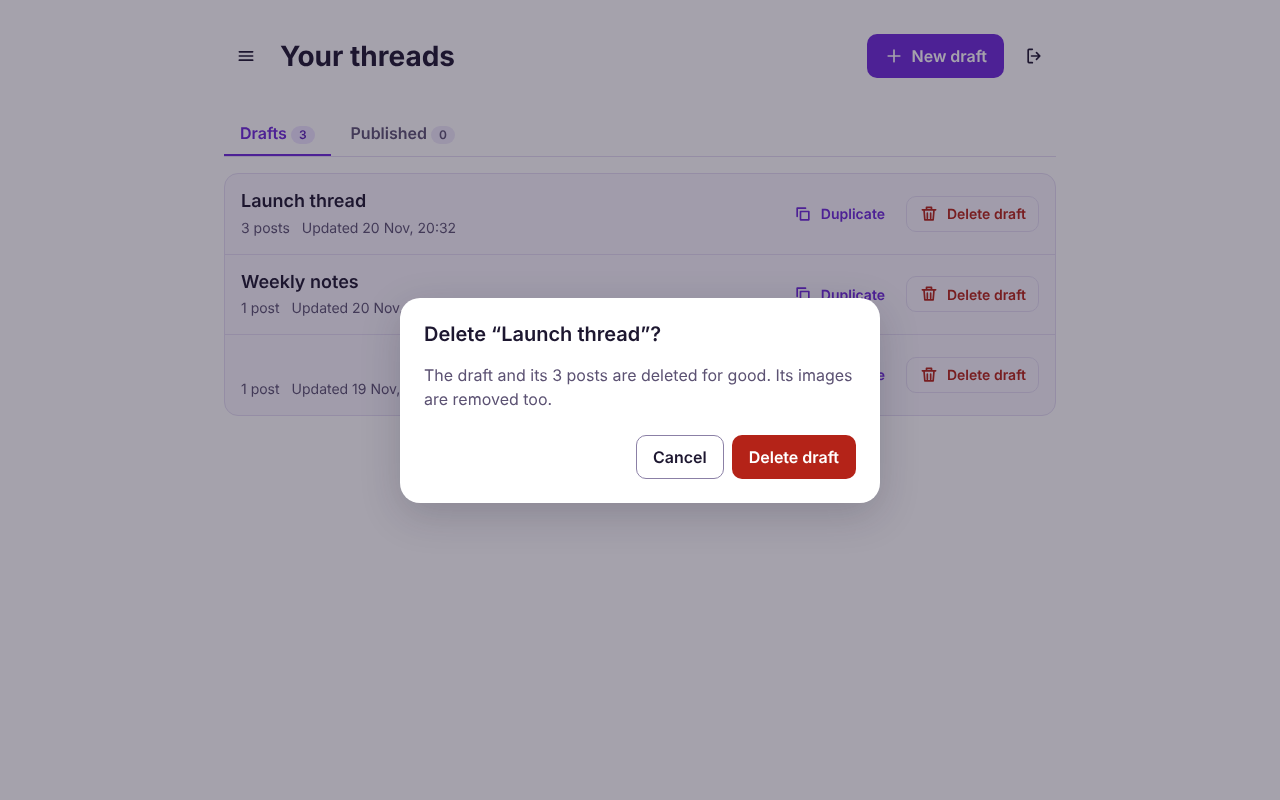 Your threads
New draft
Drafts 3
Published 0
Launch thread
3 posts Updated 20 Nov, 20:32
Duplicate
Delete draft
Weekly notes
1 post Updated 20 Nov
Duplicate
Delete draft
1 post Updated 19 Nov,
Delete draft
Delete “Launch thread”?
The draft and its 3 posts are deleted for good. Its images
are removed too.
Cancel
Delete draft